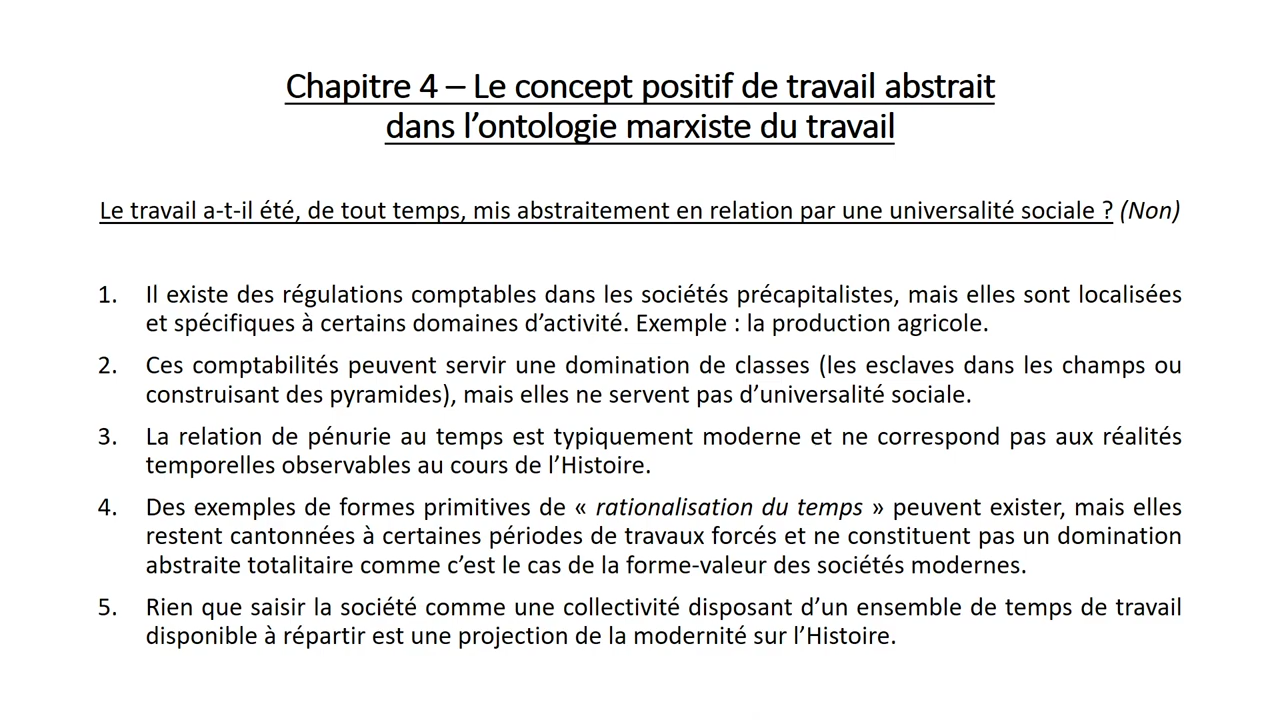 Chapitre 4 – Le concept positif de travail abstrait
dans l’ontologie marxiste du travail
Le travail a-t-il été, de tout temps, mis abstraitement en relation par une universalité sociale ? (Non)
1. Il existe des régulations comptables dans les sociétés précapitalistes, mais elles sont localisées
et spécifiques à certains domaines d’activité. Exemple : la production agricole.
2. Ces comptabilités peuvent servir une domination de classes (les esclaves dans les champs ou
construisant des pyramides), mais elles ne servent pas d’universalité sociale.
3. La relation de pénurie au temps est typiquement moderne et ne correspond pas aux réalités
temporelles observables au cours de l’Histoire.
4. Des exemples de formes primitives de « rationalisation du temps » peuvent exister, mais elles
restent cantonnées à certaines périodes de travaux forcés et ne constituent pas un domination
abstraite totalitaire comme c’est le cas de la forme-valeur des sociétés modernes.
5. Rien que saisir la société comme une collectivité disposant d’un ensemble de temps de travail
disponible à répartir est une projection de la modernité sur l’Histoire.